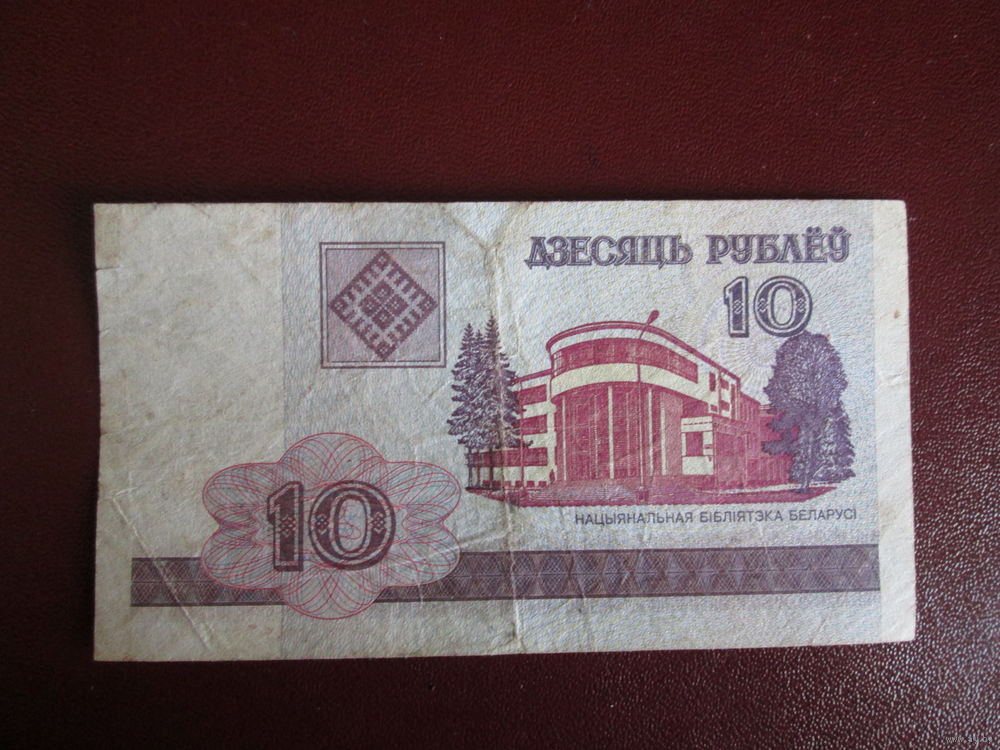 ДЗЕСЯЦЬ РУБЛЁЎ
10
НАЦЫЯНАЛЬНАЯ БІБЛІЯТЭКА БЕЛАРУСІ
10